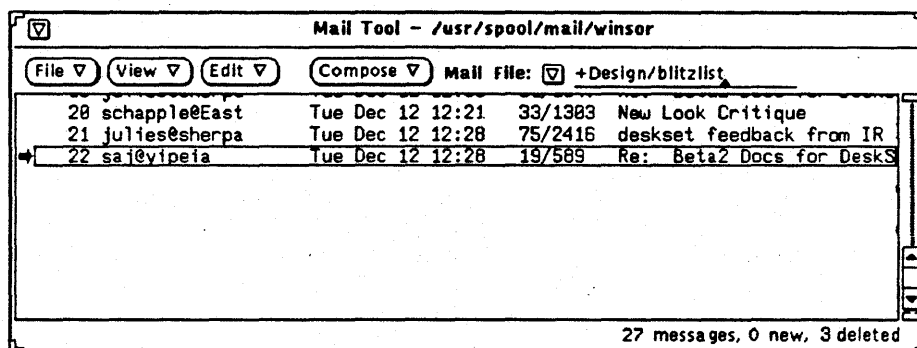 Mail Tool – /usr/spool/mail/winsor
File View Edit Compose Mail File: +Design/blitzlist
20 schapple@East Tue Dec 12 12:21 33/1303 New Look Critique
21 julies@sherpa Tue Dec 12 12:28 75/2416 deskset feedback from IR
22 saj@yipeia Tue Dec 12 12:28 19/589 Re: Beta2 Docs for DeskS
27 messages, 0 new, 3 deleted